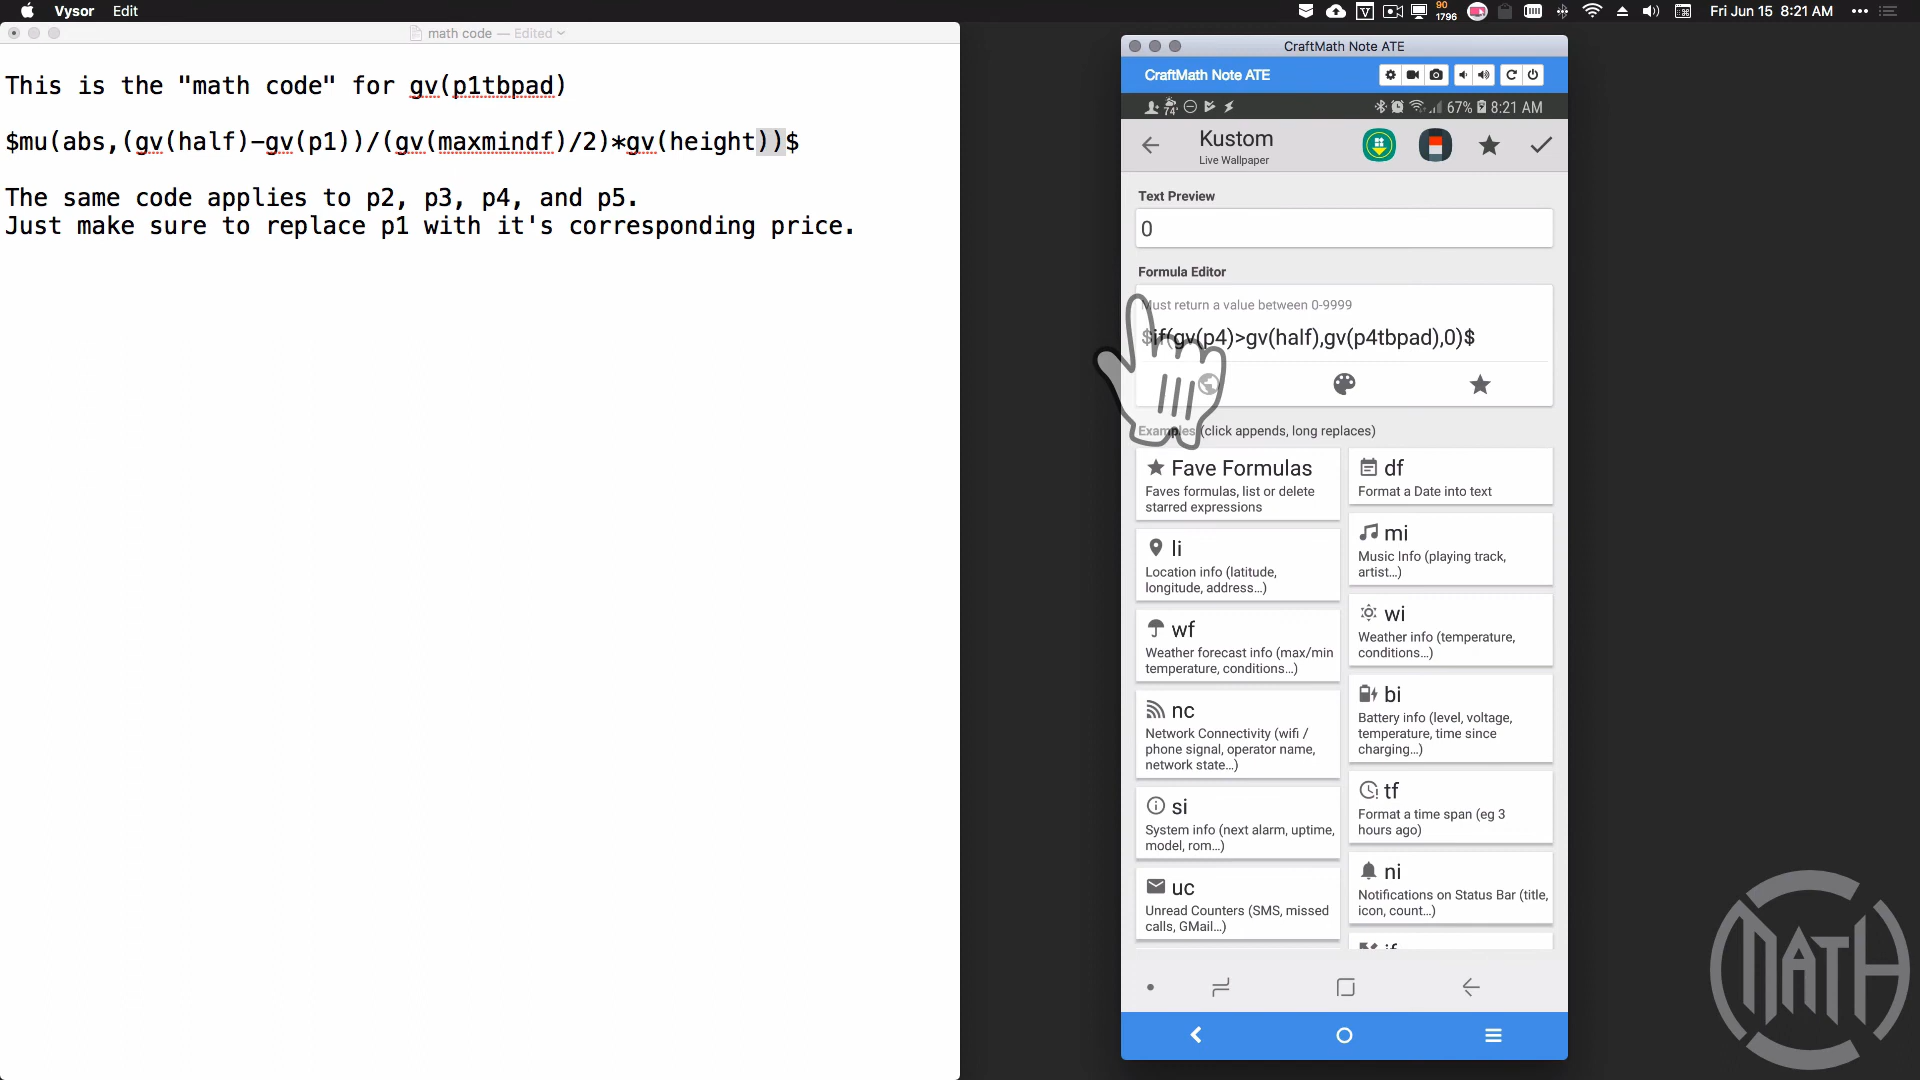 Vysor Edit
90
1796
Fri Jun 15 8:21 AM
math code — Edited
This is the "math code" for gv(p1tbpad)
$mu(abs,(gv(half)-gv(p1))/(gv(maxmindf)/2)*gv(height))$
The same code applies to p2, p3, p4, and p5.
Just make sure to replace p1 with it's corresponding price.
CraftMath Note ATE
CraftMath Note ATE
74°
67% 8:21 AM
Kustom
Live Wallpaper
Text Preview
0
Formula Editor
Must return a value between 0-9999
$if(gv(p4)>gv(half),gv(p4tbpad),0)$
Examples (click appends, long replaces)
Fave Formulas
Faves formulas, list or delete
starred expressions
df
Format a Date into text
li
Location info (latitude,
longitude, address...)
mi
Music Info (playing track,
artist...)
wf
Weather forecast info (max/min
temperature, conditions...)
wi
Weather info (temperature,
conditions...)
nc
Network Connectivity (wifi /
phone signal, operator name,
network state...)
bi
Battery info (level, voltage,
temperature, time since
charging...)
si
System info (next alarm, uptime,
model, rom...)
tf
Format a time span (eg 3
hours ago)
uc
Unread Counters (SMS, missed
calls, GMail...)
ni
Notifications on Status Bar (title,
icon, count...)
MATH